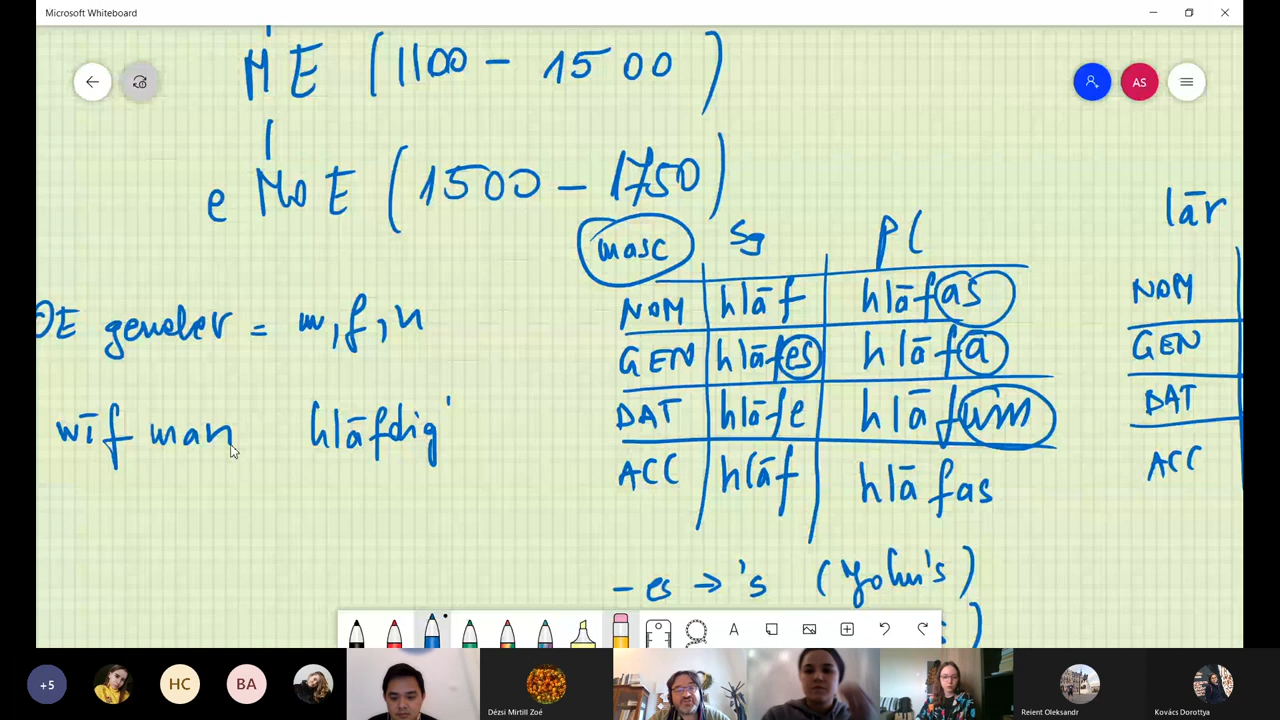 Microsoft Whiteboard
ME (1100 - 1500)
AS
e MoE (1500 - 1750)
masc sg pl
NOM hlāf hlāfas
GEN hlāfes hlāfa
DAT hlāfe hlāfum
ACC hlāf hlāfas
lār
NOM
GEN
DAT
ACC
OE gender = m, f, n
wīf man hlāfdig'
-es → 's (John's)
A
+5
HC
BA
Dézsi Mirtill Zoé
Reient Oleksandr
Kovács Dorottya